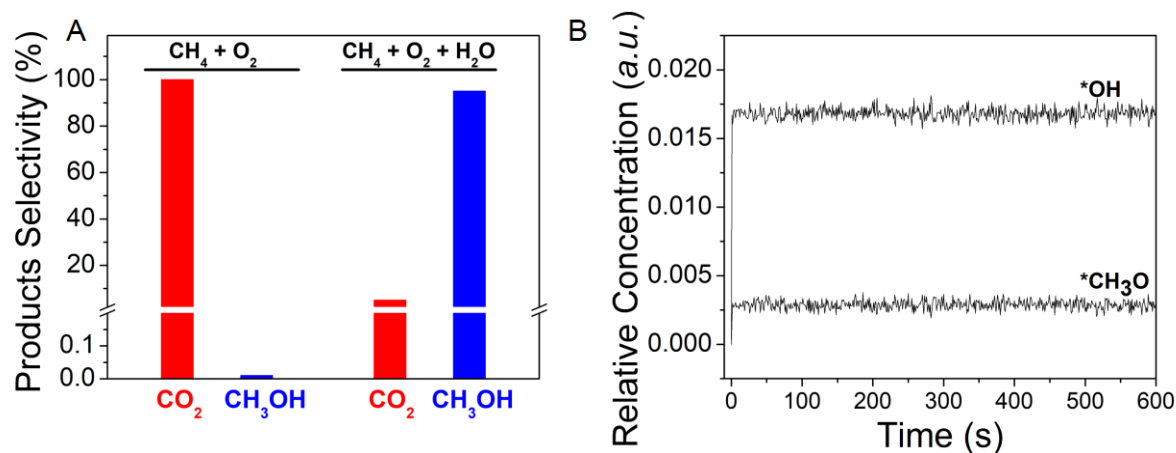 A
Products Selectivity (%)
CH₄ + O₂
CH₄ + O₂ + H₂O
100
80
60
40
20
0.1
0.0
CO₂
CH₃OH
CO₂
CH₃OH
B
Relative Concentration (a.u.)
0.020
0.015
0.010
0.005
0.000
*OH
*CH₃O
0 100 200 300 400 500 600
Time (s)